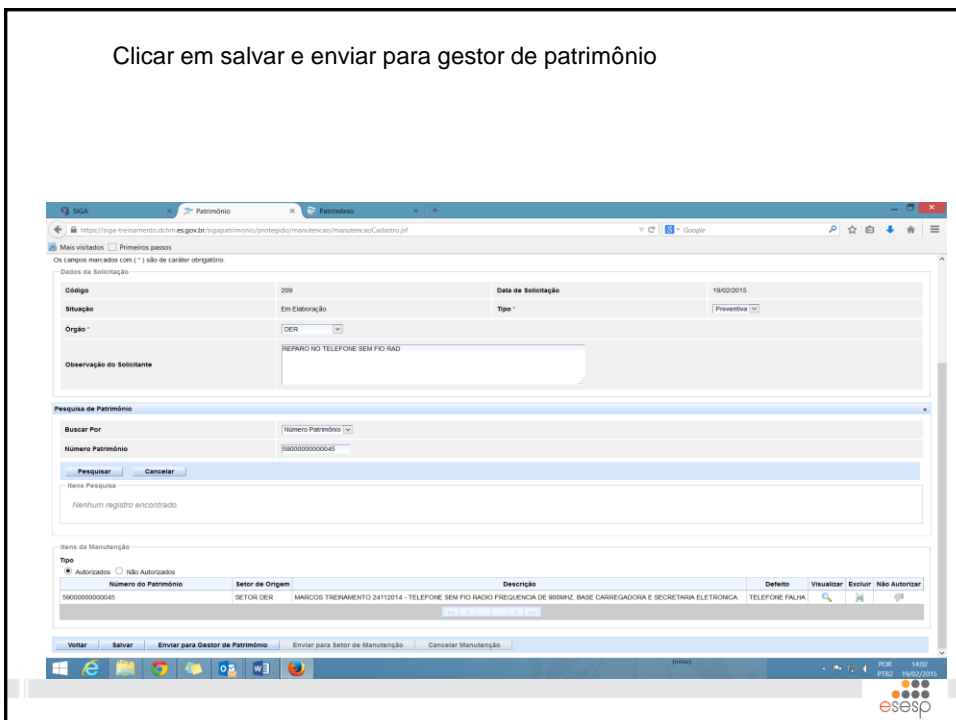 Clicar em salvar e enviar para gestor de patrimônio
SIGA × Patrimônio × Patrimônio × +
https://siga-treinamento.dchm.es.gov.br/sigapatrimonio/protegido/manutencao/manutencaoCadastro.jsf Google
Mais visitados Primeiros passos
Os campos marcados com ( * ) são de caráter obrigatório.
Dados da Solicitação
Código 209 Data de Solicitação 19/02/2015
Situação Em Elaboração Tipo * Preventiva
Órgão * DER
Observação do Solicitante REPARO NO TELEFONE SEM FIO RAD
Pesquisa de Patrimônio
Buscar Por Número Patrimônio
Número Patrimônio 59000000000045
Pesquisar Cancelar
Itens Pesquisa
Nenhum registro encontrado.
Itens da Manutenção
Tipo
Autorizados Não Autorizados
Número do Patrimônio Setor de Origem Descrição Defeito Visualizar Excluir Não Autorizar
59000000000045 SETOR DER MARCOS TREINAMENTO 24112014 - TELEFONE SEM FIO RADIO FREQUENCIA DE 900MHZ, BASE CARREGADORA E SECRETARIA ELETRONICA. TELEFONE FALHA
Voltar Salvar Enviar para Gestor de Patrimônio Enviar para Setor de Manutenção Cancelar Manutenção
POR 14:02
PTB2 19/02/2015
esesp